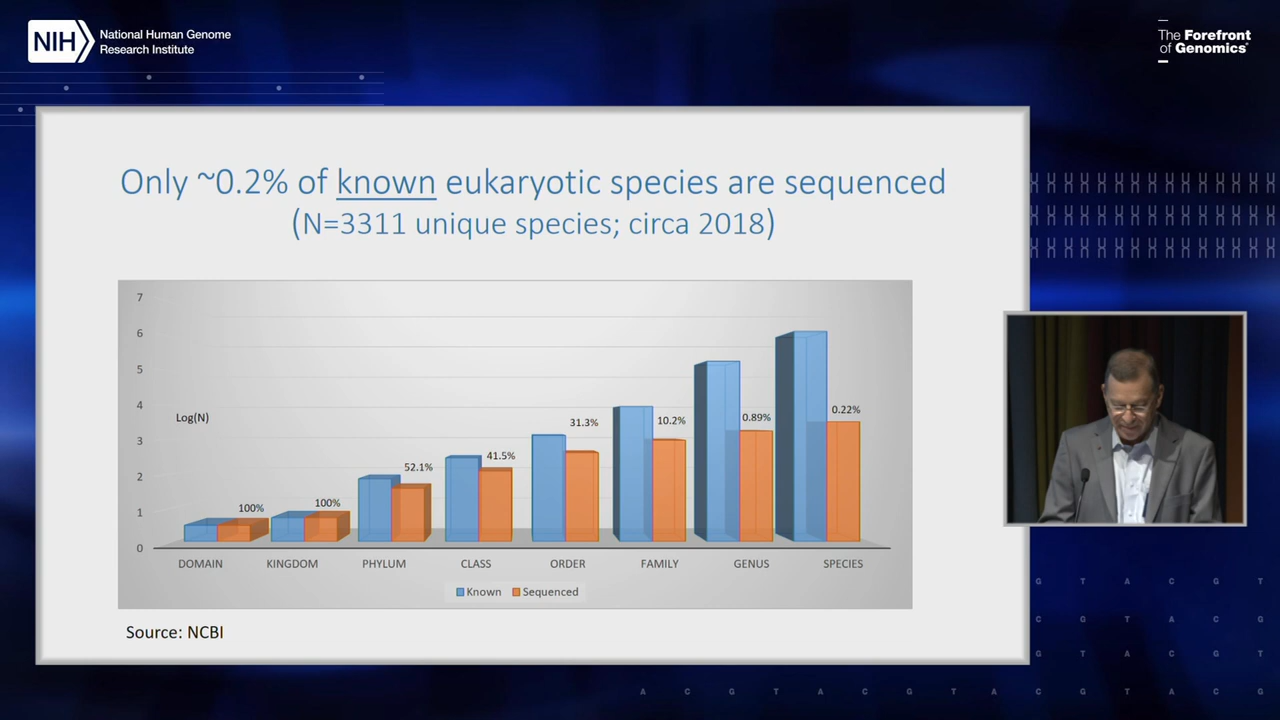 NIH
National Human Genome
Research Institute
The Forefront
of Genomics®
Only ~0.2% of known eukaryotic species are sequenced
(N=3311 unique species; circa 2018)
7
6
5
4
3
2
1
0
Log(N)
100%
100%
52.1%
41.5%
31.3%
10.2%
0.89%
0.22%
DOMAIN
KINGDOM
PHYLUM
CLASS
ORDER
FAMILY
GENUS
SPECIES
Known
Sequenced
Source: NCBI
G T A C G T
C G T A C G
G T A C G T
A C G T A C G T A C G T A C G